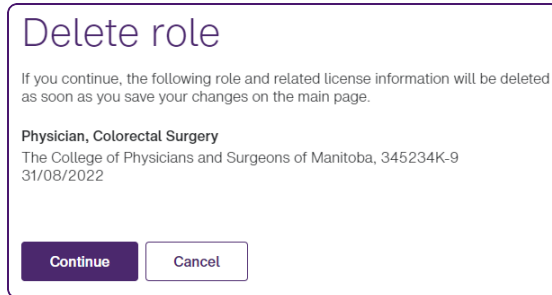 Delete role
If you continue, the following role and related license information will be deleted
as soon as you save your changes on the main page.
Physician, Colorectal Surgery
The College of Physicians and Surgeons of Manitoba, 345234K-9
31/08/2022
Continue Cancel